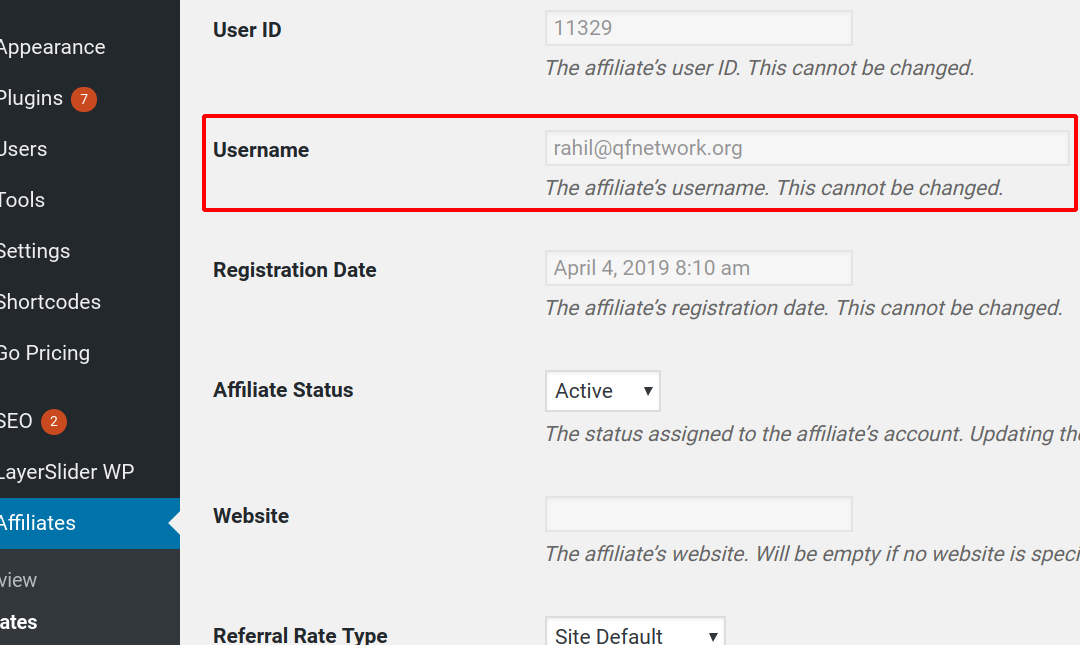 Appearance
Plugins 7
Users
Tools
Settings
Shortcodes
Go Pricing
SEO 2
LayerSlider WP
Affiliates
view
ates
User ID
11329
The affiliate's user ID. This cannot be changed.
Username
rahil@qfnetwork.org
The affiliate's username. This cannot be changed.
Registration Date
April 4, 2019 8:10 am
The affiliate's registration date. This cannot be changed.
Affiliate Status
Active
The status assigned to the affiliate's account. Updating the
Website
The affiliate's website. Will be empty if no website is speci
Referral Rate Type
Site Default